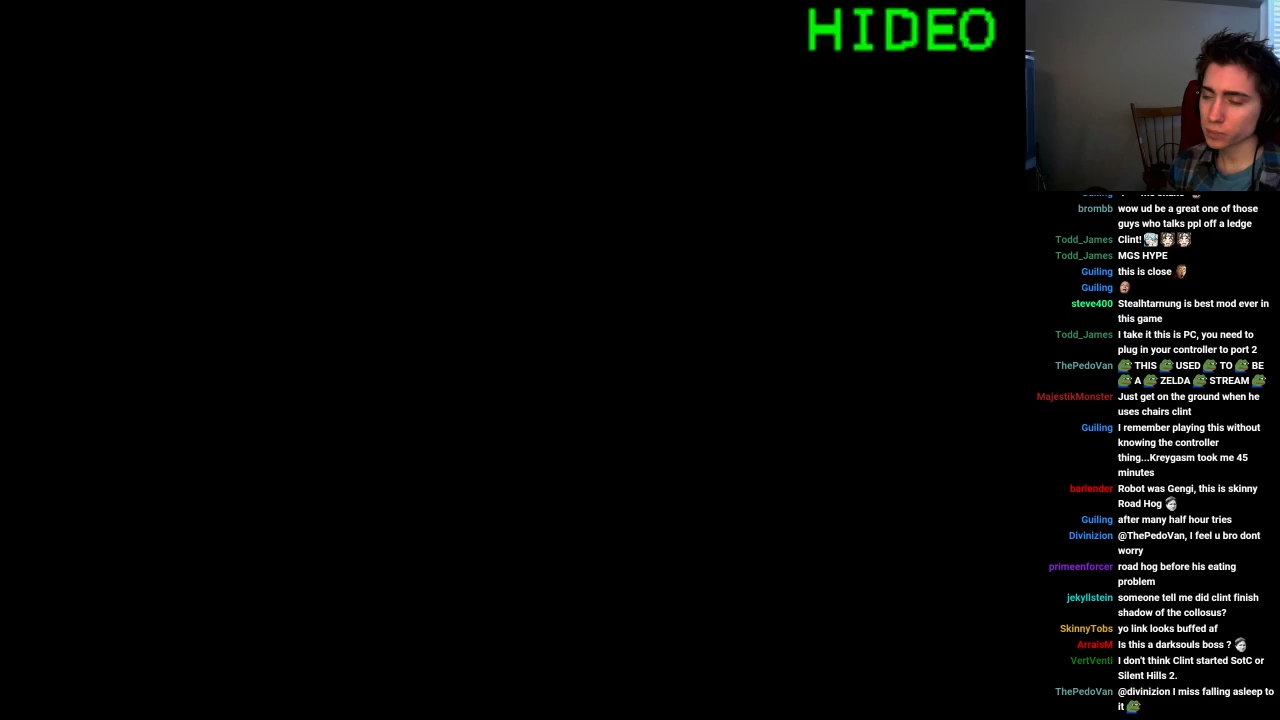 HIDEO
Guiling
brombb wow ud be a great one of those
guys who talks ppl off a ledge
Todd_James Clint!
Todd_James MGS HYPE
Guiling this is close
Guiling
steve400 Stealhtarnung is best mod ever in
this game
Todd_James I take it this is PC, you need to
plug in your controller to port 2
ThePedoVan THIS USED TO BE
A ZELDA STREAM
MajestikMonster Just get on the ground when he
uses chairs clint
Guiling I remember playing this without
knowing the controller
thing...Kreygasm took me 45
minutes
barlender Robot was Gengi, this is skinny
Road Hog
Guiling after many half hour tries
Divinizion @ThePedoVan, I feel u bro dont
worry
primeenforcer road hog before his eating
problem
jekyllstein someone tell me did clint finish
shadow of the collosus?
SkinnyTobs yo link looks buffed af
ArraisM Is this a darksouls boss ?
VertVenti I don't think Clint started SotC or
Silent Hills 2.
ThePedoVan @divinizion I miss falling asleep to
it